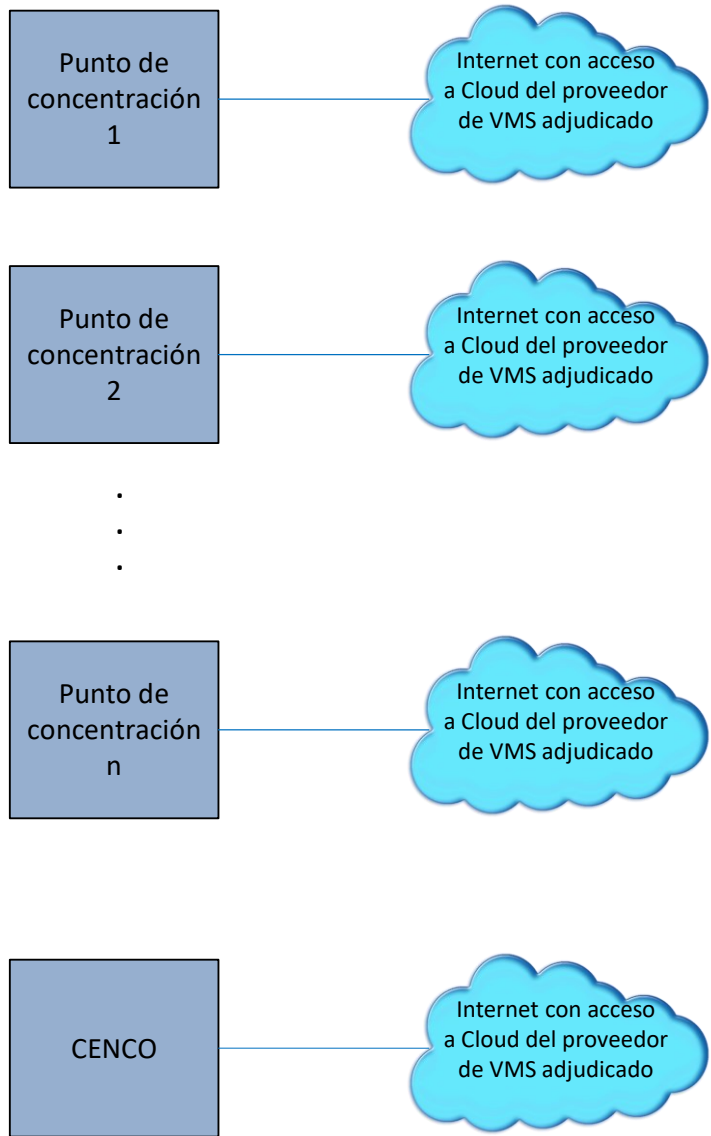 Punto de
concentración
1
Internet con acceso
a Cloud del proveedor
de VMS adjudicado
Punto de
concentración
2
Internet con acceso
a Cloud del proveedor
de VMS adjudicado
.
.
.
Punto de
concentración
n
Internet con acceso
a Cloud del proveedor
de VMS adjudicado
CENCO
Internet con acceso
a Cloud del proveedor
de VMS adjudicado